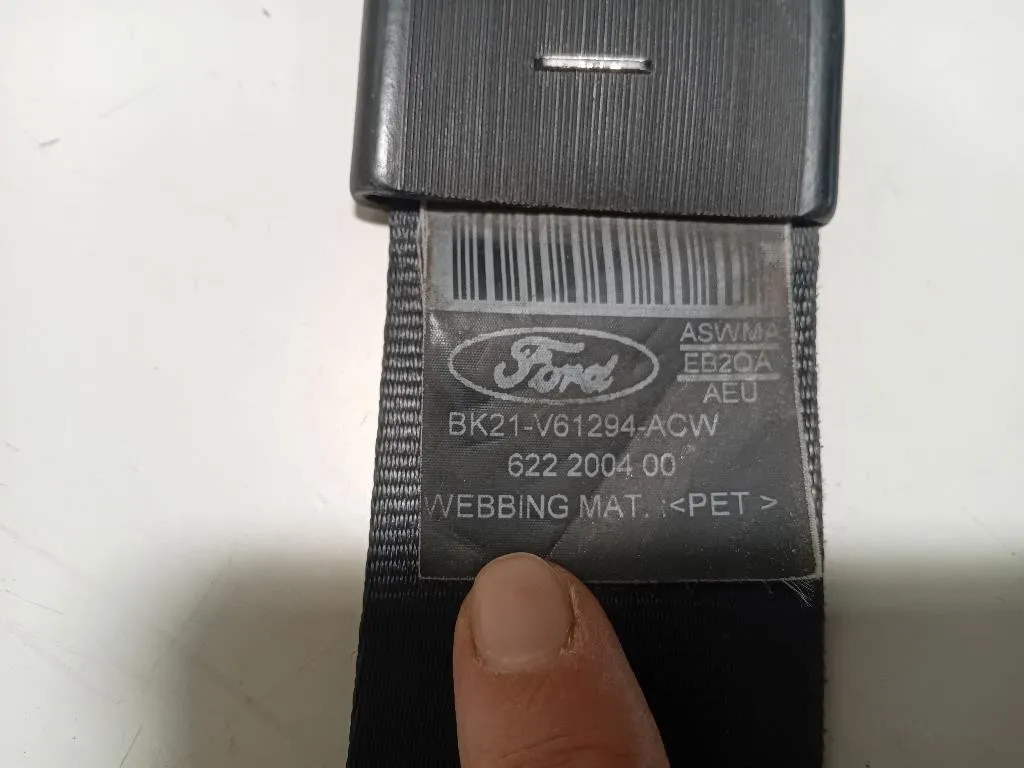 Ford
ASWMA
EB2QA
AEU
BK21-V61294-ACW
622 2004 00
WEBBING MAT. :<PET >